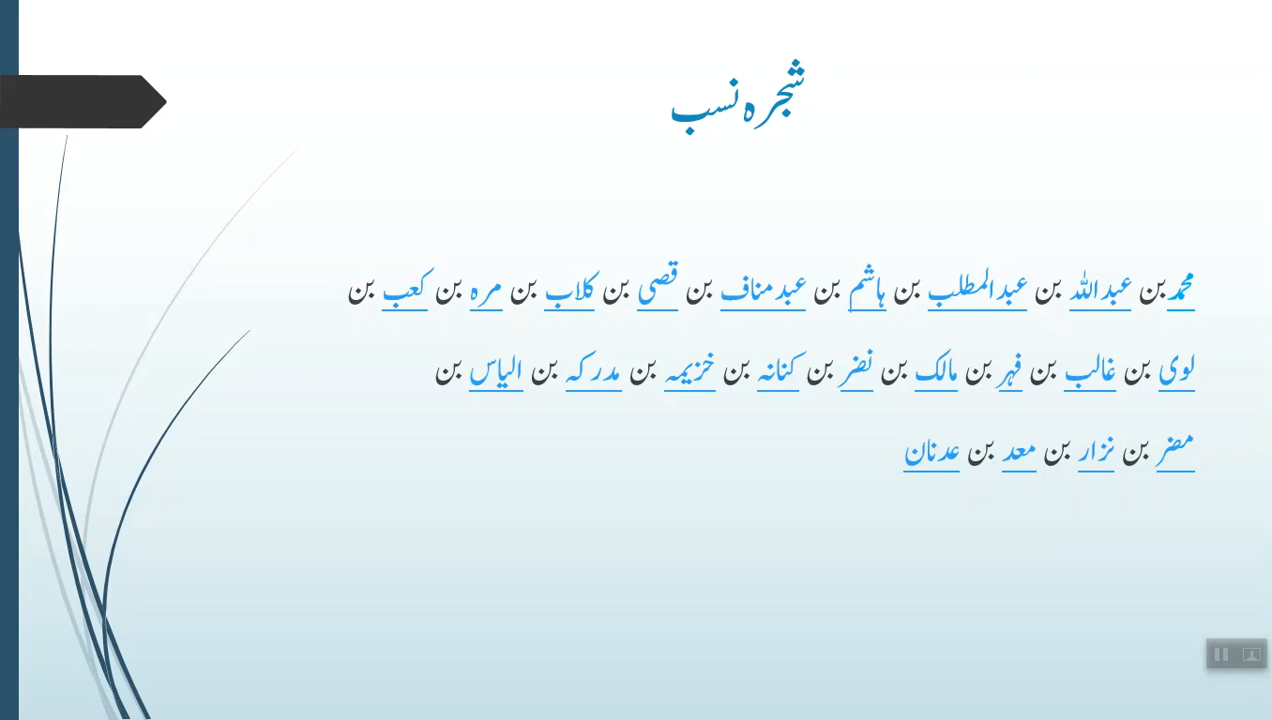 شجرہ نسب
محمد بن عبداللہ بن عبدالمطلب بن ہاشم بن عبدمناف بن قصی بن کلاب بن مرہ بن کعب بن
لوی بن غالب بن فہر بن مالک بن نضر بن کنانہ بن خزیمہ بن مدرکہ بن الیاس بن
مضر بن نزار بن معد بن عدنان